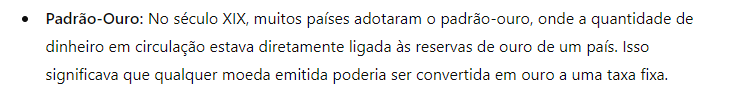 • Padrão-Ouro: No século XIX, muitos países adotaram o padrão-ouro, onde a quantidade de
dinheiro em circulação estava diretamente ligada às reservas de ouro de um país. Isso
significava que qualquer moeda emitida poderia ser convertida em ouro a uma taxa fixa.